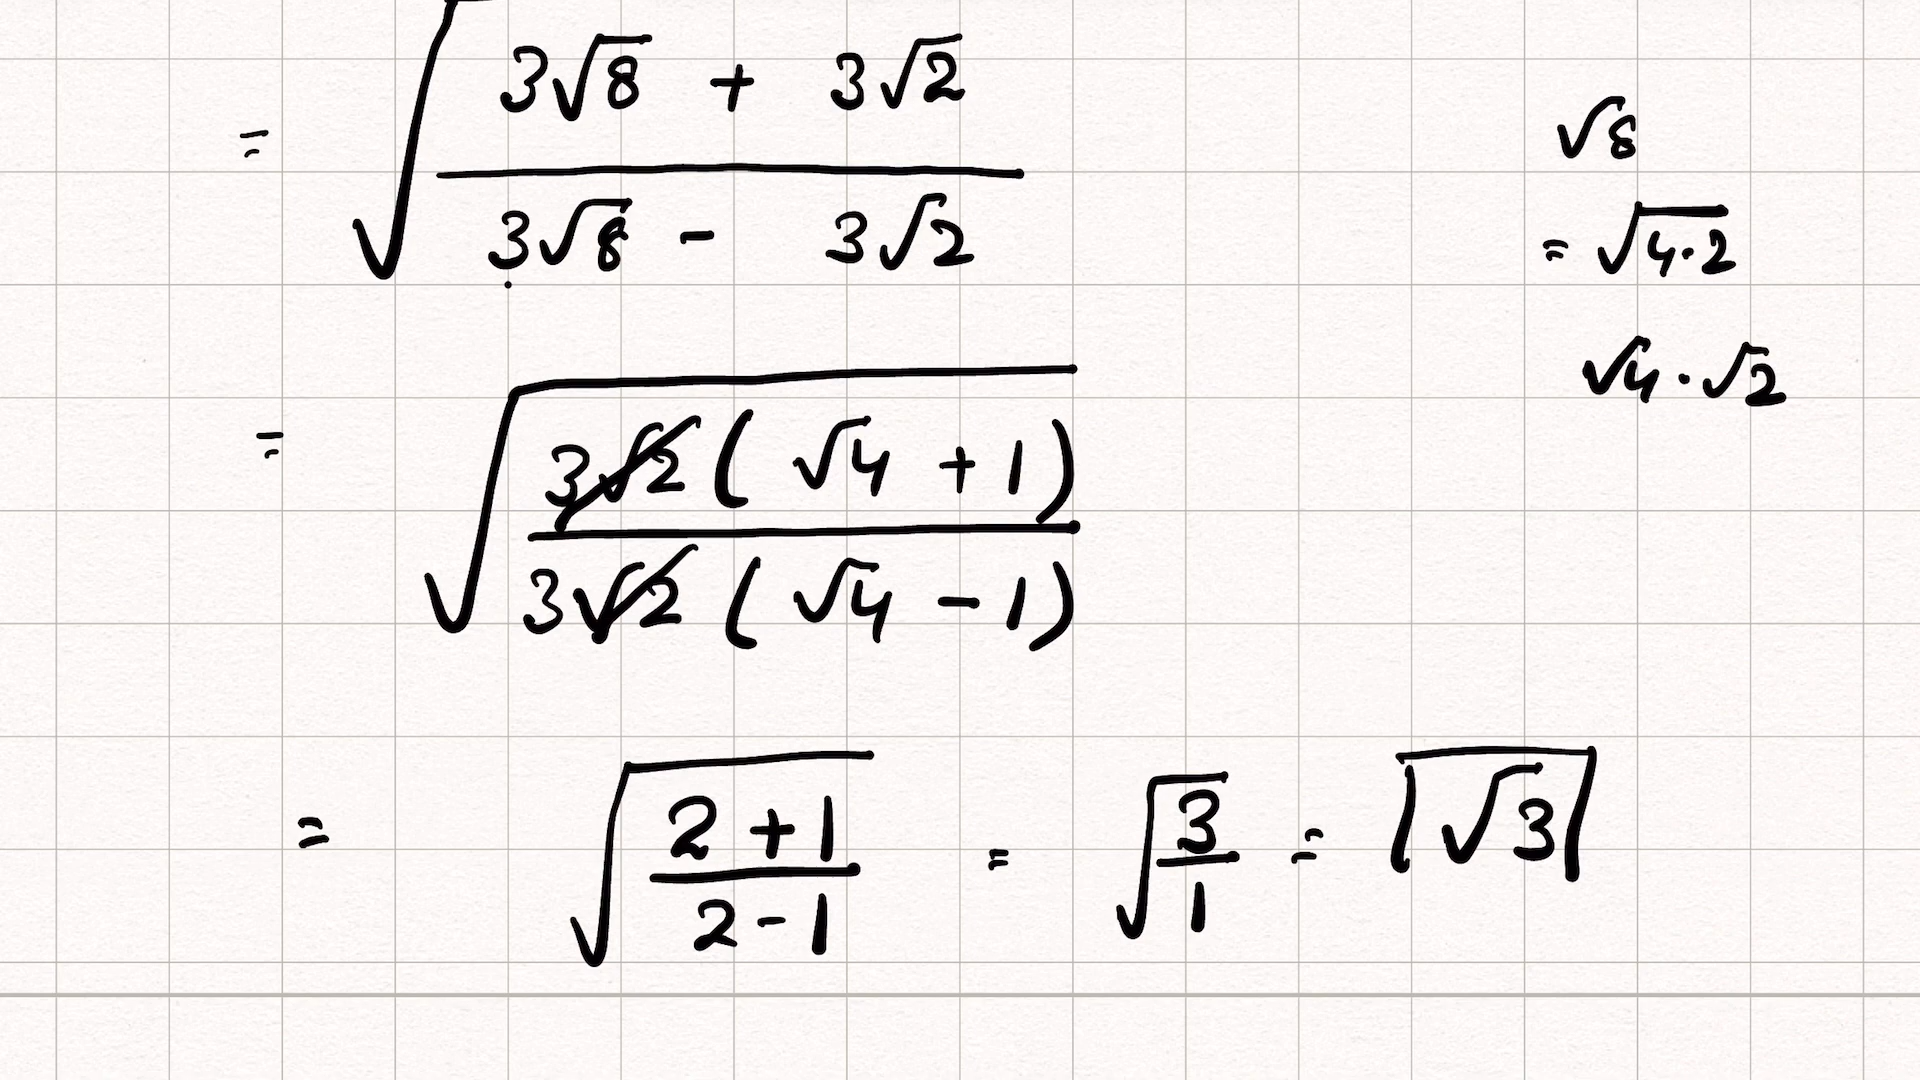 = √((3√8 + 3√2) / (3√8 - 3√2))
= √((3√2(√4 + 1)) / (3√2(√4 - 1)))
= √((2+1) / (2-1)) = √(3/1) = √3
√8
= √(4·2)
√4 · √2